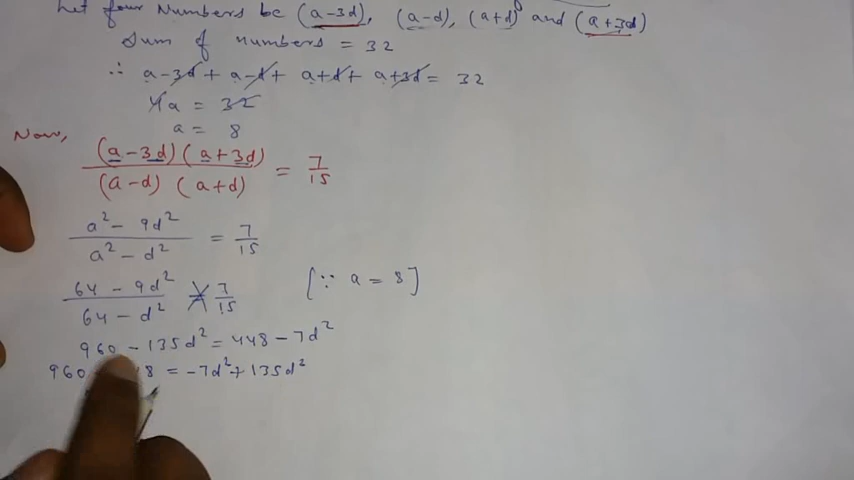 Let four Numbers be (a-3d), (a-d), (a+d) and (a+3d)
Sum of numbers = 32
∴ a-3d + a-d + a+d + a+3d = 32
4a = 32
a = 8
Now,
(a-3d)(a+3d) / (a-d)(a+d) = 7/15
a² - 9d² / a² - d² = 7/15
64 - 9d² / 64 - d² = 7/15 [∵ a = 8]
960 - 135d² = 448 - 7d²
960 8 = -7d² + 135d²